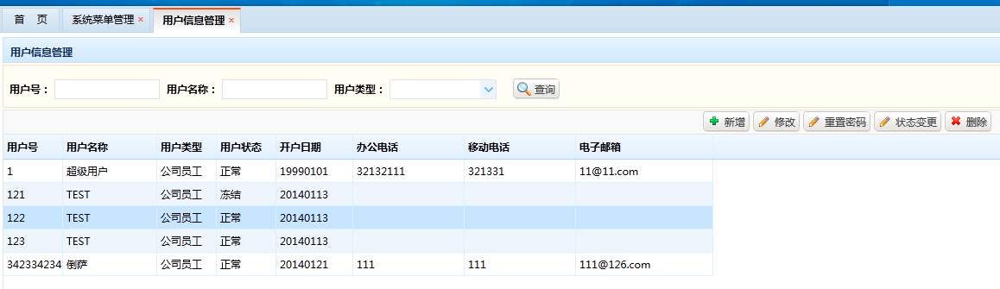 首 页 系统菜单管理 × 用户信息管理 ×
用户信息管理
用户号： 用户名称： 用户类型： 查询
新增 修改 重置密码 状态变更 删除
用户号 用户名称 用户类型 用户状态 开户日期 办公电话 移动电话 电子邮箱
1 超级用户 公司员工 正常 19990101 32132111 321331 11@11.com
121 TEST 公司员工 冻结 20140113
122 TEST 公司员工 正常 20140113
123 TEST 公司员工 正常 20140113
342334234 倒萨 公司员工 正常 20140121 111 111 111@126.com